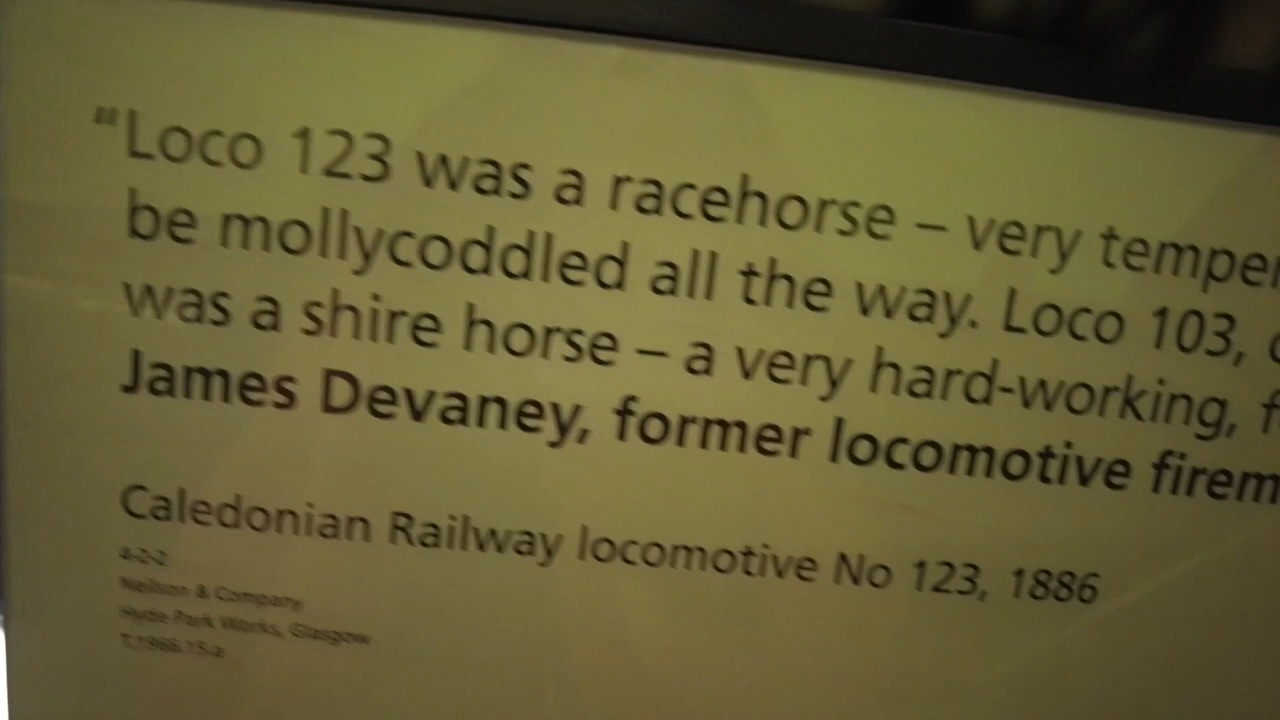 “Loco 123 was a racehorse – very temper
be mollycoddled all the way. Loco 103,
was a shire horse – a very hard-working, f
James Devaney, former locomotive firem
Caledonian Railway locomotive No 123, 1886
4-2-2
Neilson & Company
Hyde Park Works, Glasgow
T.1966.15.a